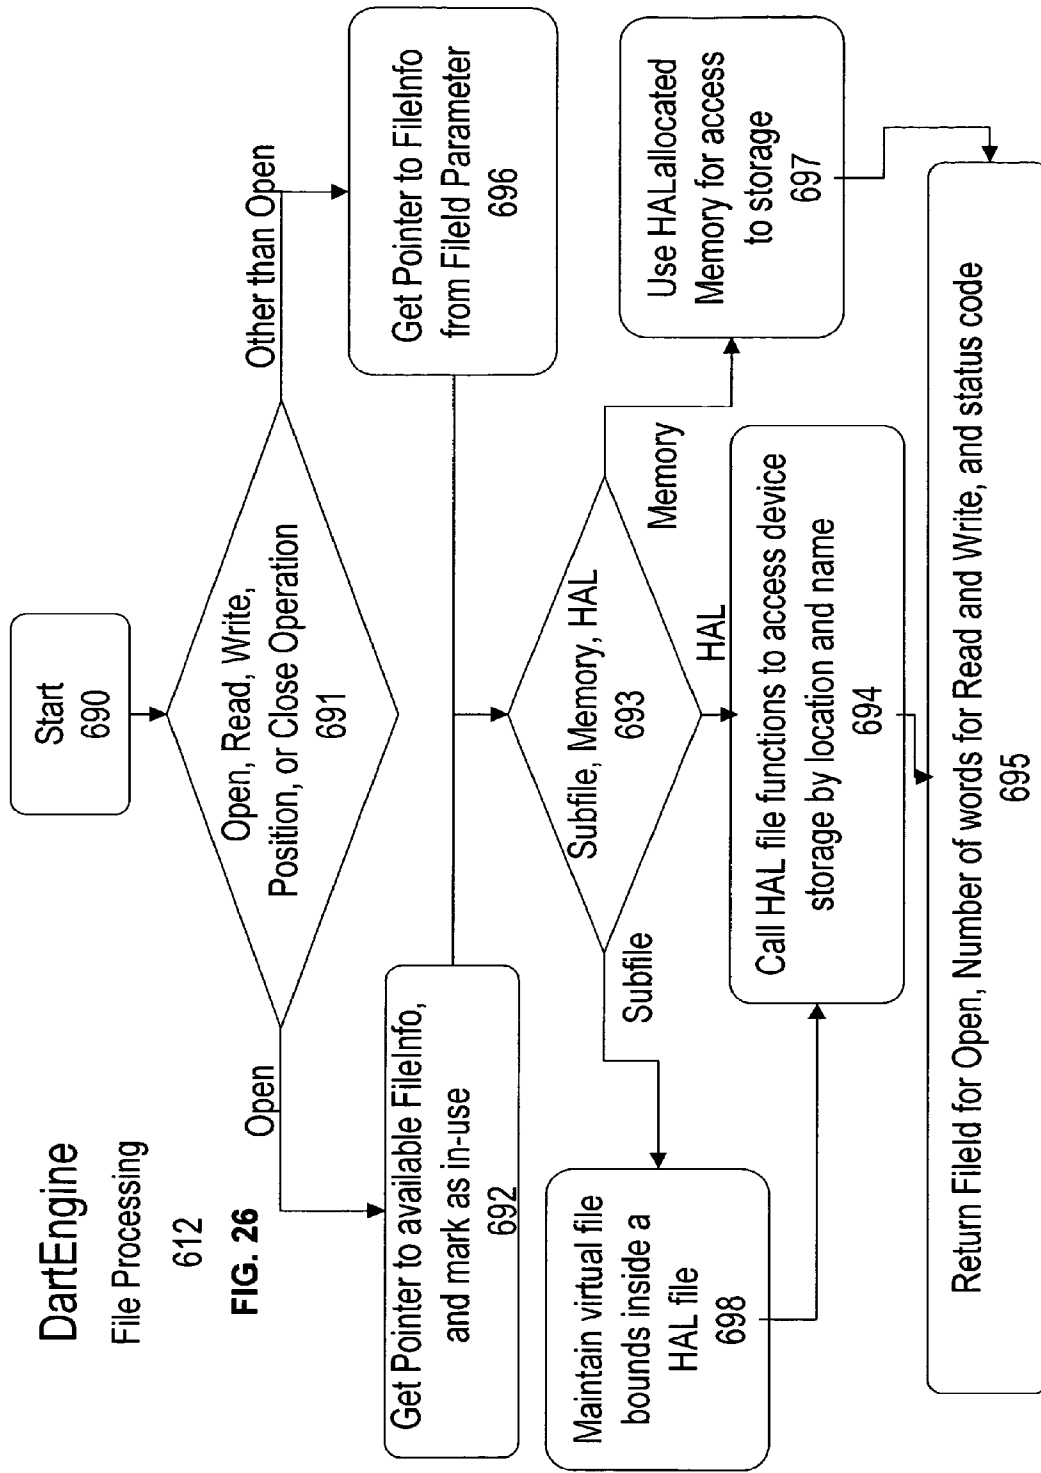 DartEngine
File Processing
612
FIG. 26
Start
690
Open, Read, Write,
Position, or Close Operation
691
Open
Other than Open
Get Pointer to available FileInfo,
and mark as in-use
692
Get Pointer to FileInfo
from FileId Parameter
696
Subfile, Memory, HAL
693
Subfile
HAL
Memory
Maintain virtual file
bounds inside a
HAL file
698
Call HAL file functions to access device
storage by location and name
694
Use HALallocated
Memory for access
to storage
697
Return FileId for Open, Number of words for Read and Write, and status code
695